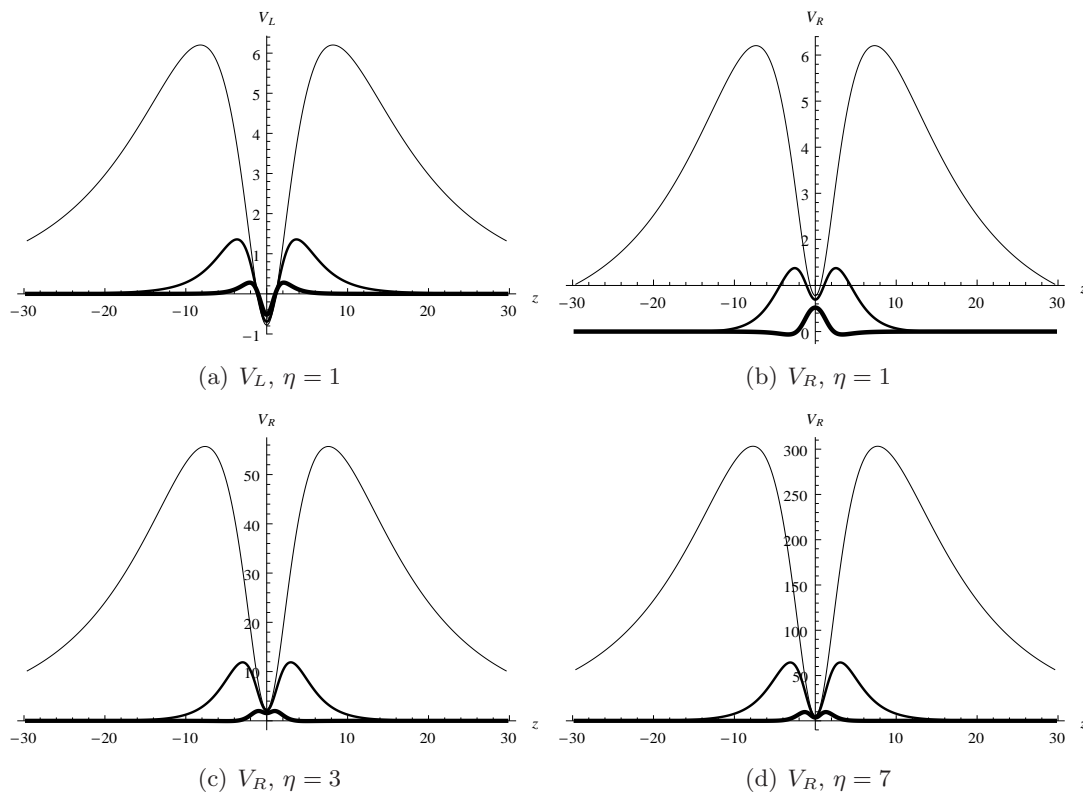 V_L
6
5
4
3
2
1
−1
−30 −20 −10 10 20 30 z
(a) V_L, η = 1
V_R
6
4
2
0
−30 −20 −10 10 20 30 z
(b) V_R, η = 1
V_R
50
40
30
20
10
−30 −20 −10 10 20 30 z
(c) V_R, η = 3
V_R
300
250
200
150
100
50
−30 −20 −10 10 20 30 z
(d) V_R, η = 7